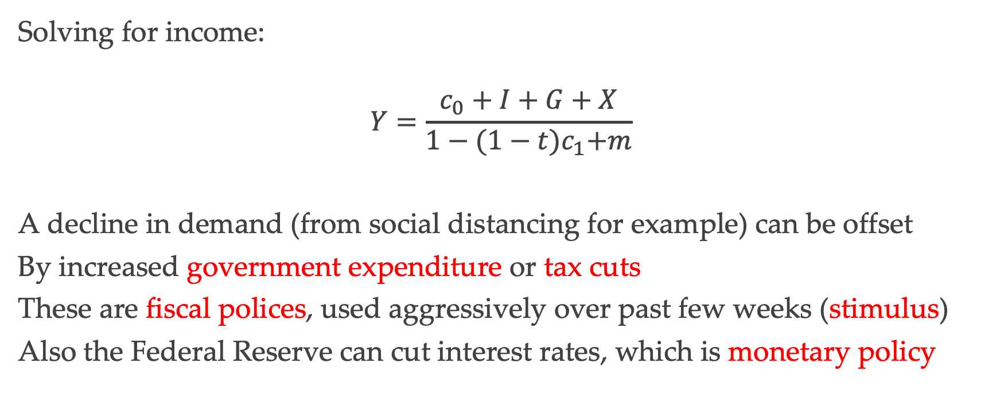 Solving for income:
Y = \frac{c_0 + I + G + X}{1 − (1 − t)c_1+m}
A decline in demand (from social distancing for example) can be offset
By increased government expenditure or tax cuts
These are fiscal polices, used aggressively over past few weeks (stimulus)
Also the Federal Reserve can cut interest rates, which is monetary policy